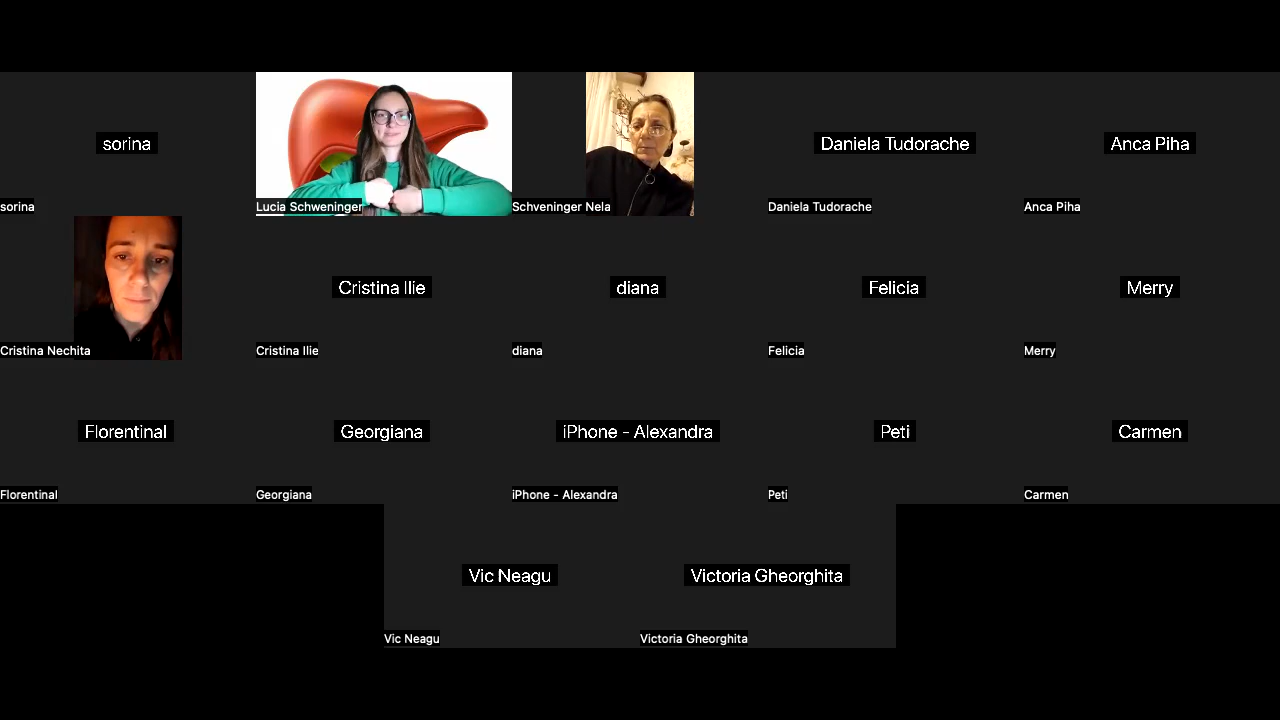 sorina
Daniela Tudorache
Anca Piha
sorina
Lucia Schweninger
Schveninger Nela
Daniela Tudorache
Anca Piha
Cristina Ilie
diana
Felicia
Merry
Cristina Nechita
Cristina Ilie
diana
Felicia
Merry
Florentinal
Georgiana
iPhone - Alexandra
Peti
Carmen
Florentinal
Georgiana
iPhone - Alexandra
Peti
Carmen
Vic Neagu
Victoria Gheorghita
Vic Neagu
Victoria Gheorghita